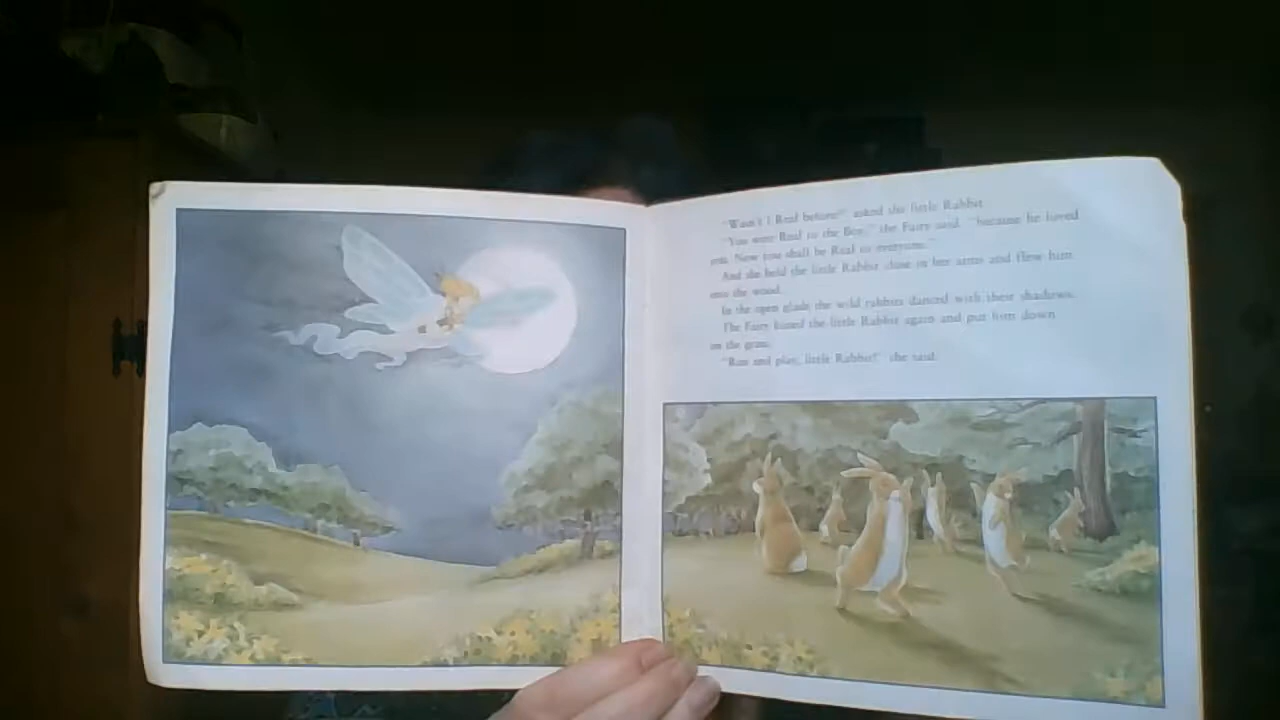 "Wasn't I Real before?" asked the little Rabbit.
"You were Real to the Boy," the Fairy said, "because he loved
you. Now you shall be Real to everyone."
And she held the little Rabbit close in her arms and flew him
into the wood.
In the open glade the wild rabbits danced with their shadows.
The Fairy kissed the little Rabbit again and put him down
on the grass.
"Run and play, little Rabbit!" she said.